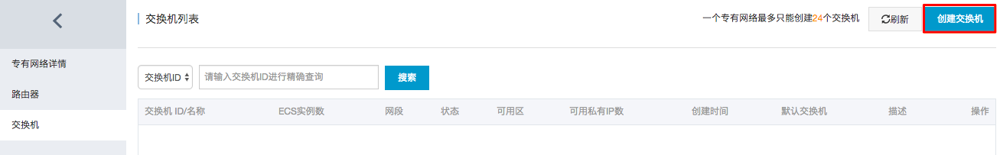 交换机列表
一个专有网络最多只能创建24个交换机
刷新
创建交换机
专有网络详情
路由器
交换机
交换机ID
请输入交换机ID进行精确查询
搜索
交换机 ID/名称 ECS实例数 网段 状态 可用区 可用私有IP数 创建时间 默认交换机 描述 操作